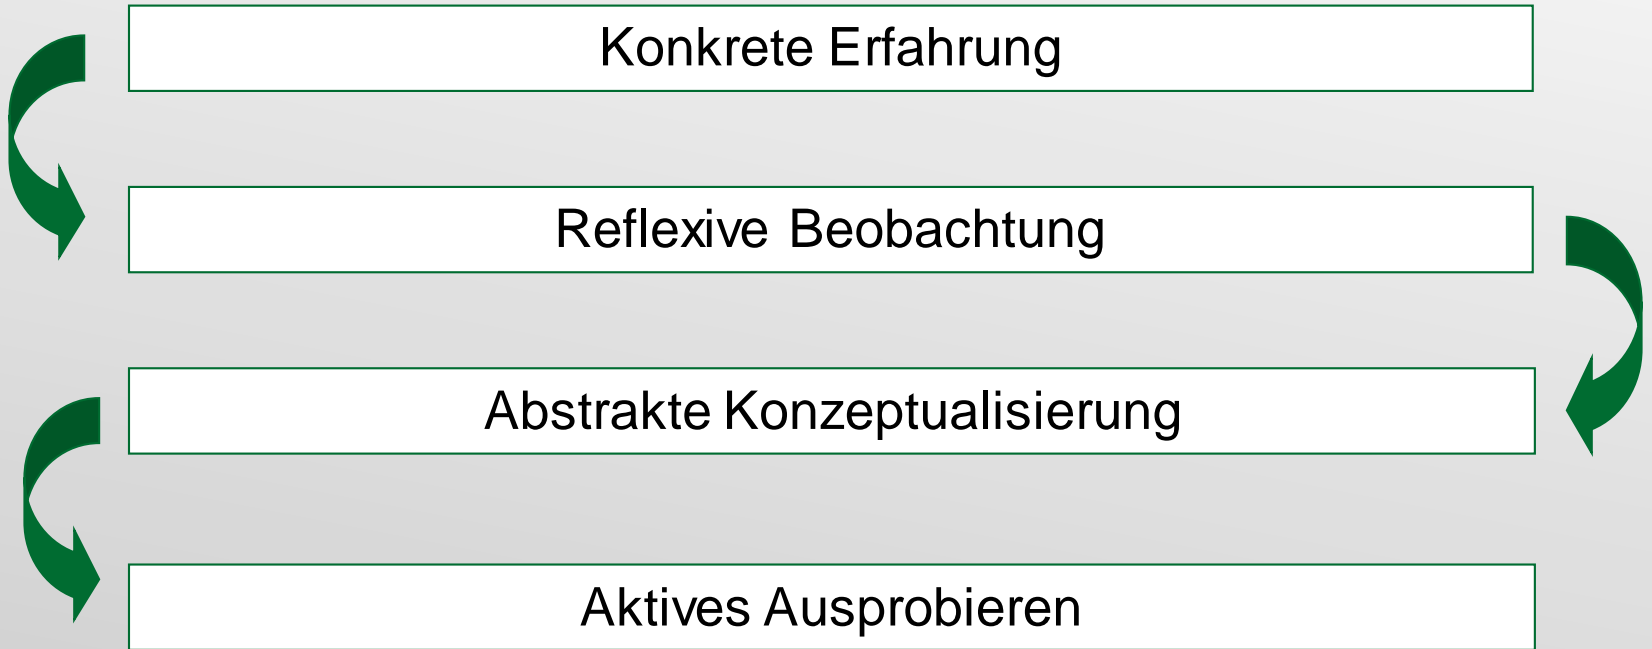 Konkrete Erfahrung
Reflexive Beobachtung
Abstrakte Konzeptualisierung
Aktives Ausprobieren